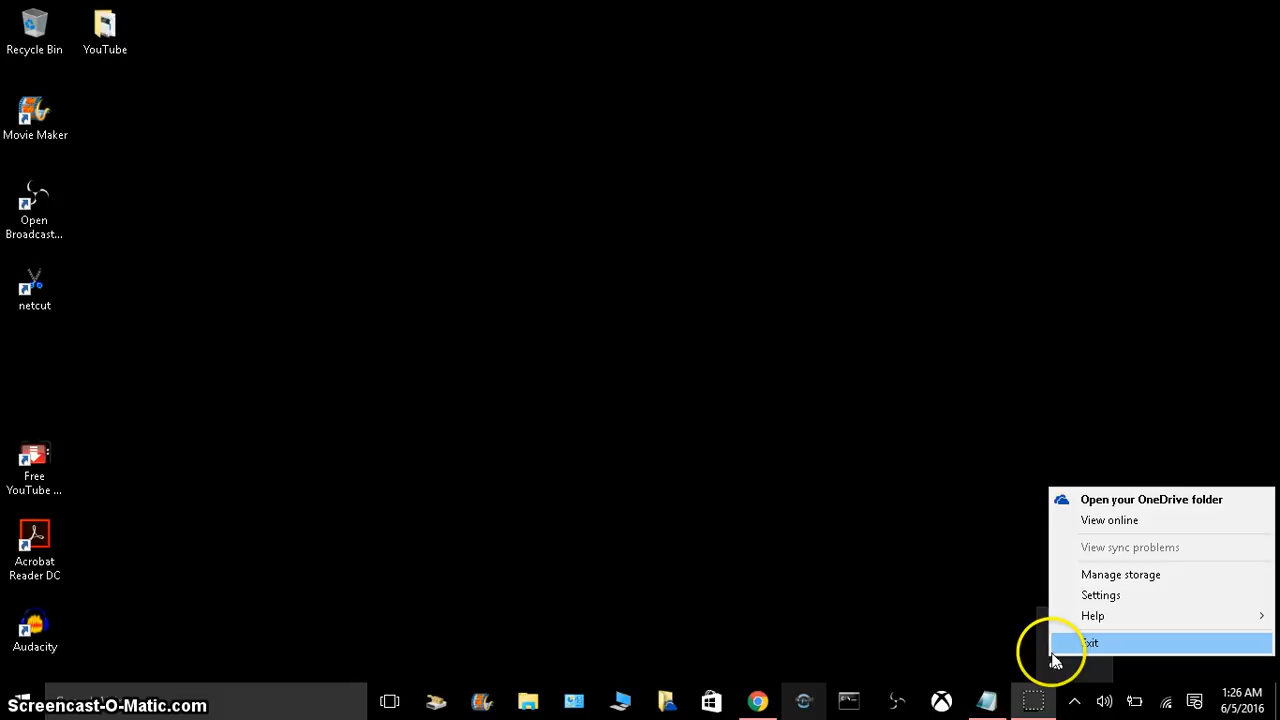 Recycle Bin
YouTube
Movie Maker
Open
Broadcast...
netcut
Free
YouTube ...
Acrobat
Reader DC
Audacity
Open your OneDrive folder
View online
View sync problems
Manage storage
Settings
Help
Exit
Screencast-O-Matic.com
1:26 AM
6/5/2016